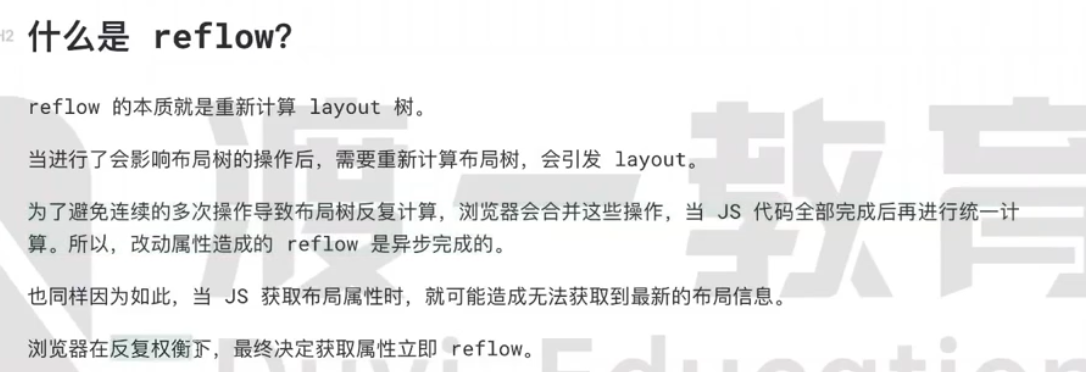 H2
什么是 reflow?
reflow 的本质就是重新计算 layout 树。
当进行了会影响布局树的操作后，需要重新计算布局树，会引发 layout。
为了避免连续的多次操作导致布局树反复计算，浏览器会合并这些操作，当 JS 代码全部完成后再进行统一计
算。所以，改动属性造成的 reflow 是异步完成的。
也同样因为如此，当 JS 获取布局属性时，就可能造成无法获取到最新的布局信息。
浏览器在反复权衡下，最终决定获取属性立即 reflow。
渡一教育
Duyi Education